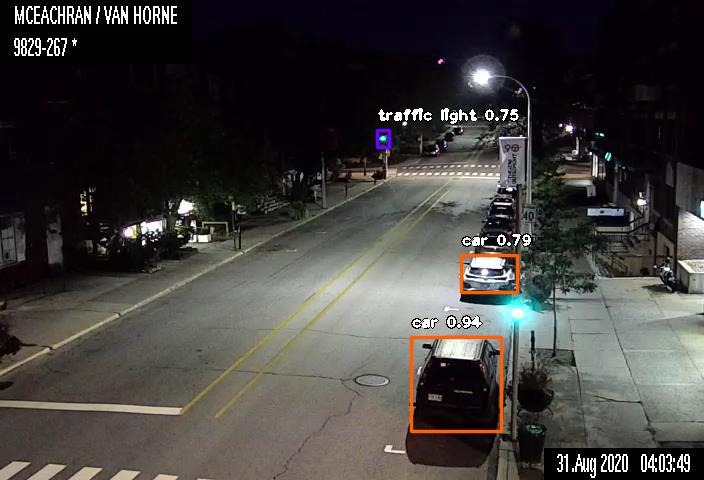 MCEACHRAN / VAN HORNE
9829-267 *
traffic light 0.75
40
car 0.79
car 0.94
31.Aug 2020 04:03:49